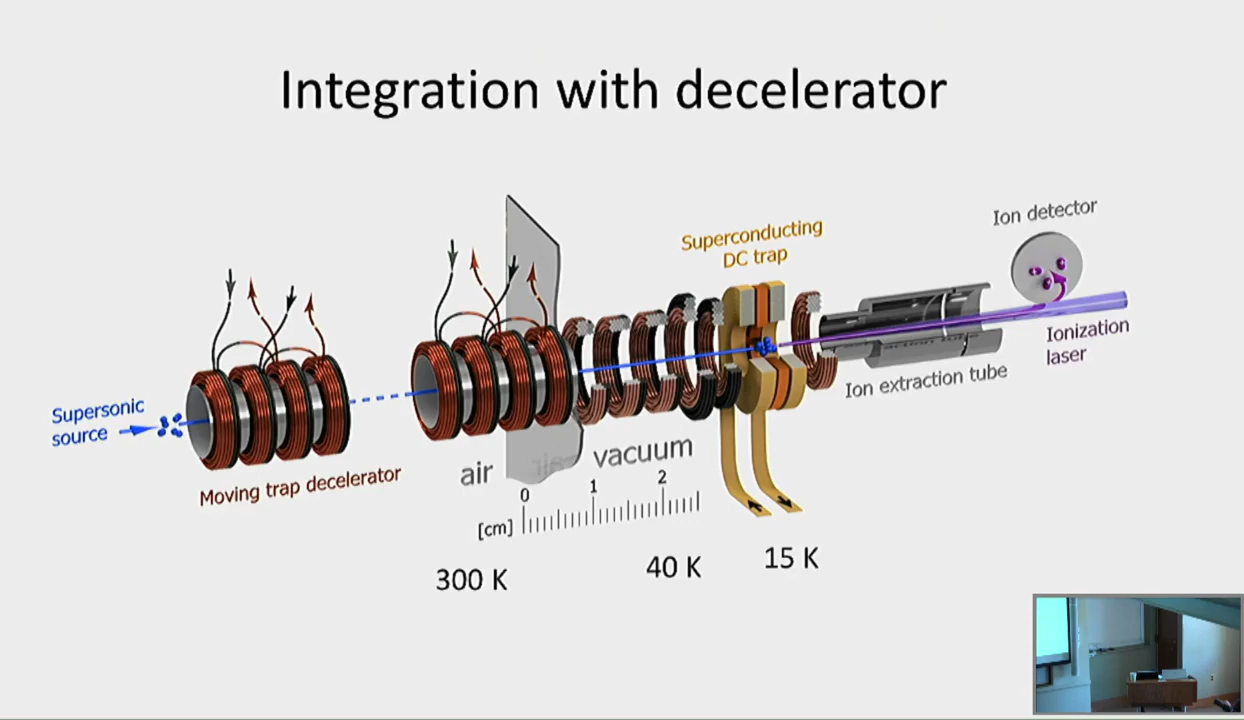 Integration with decelerator
Supersonic
source
Moving trap decelerator
air
vacuum
0 1 2
[cm]
Superconducting
DC trap
Ion detector
Ionization
laser
Ion extraction tube
300 K
40 K
15 K